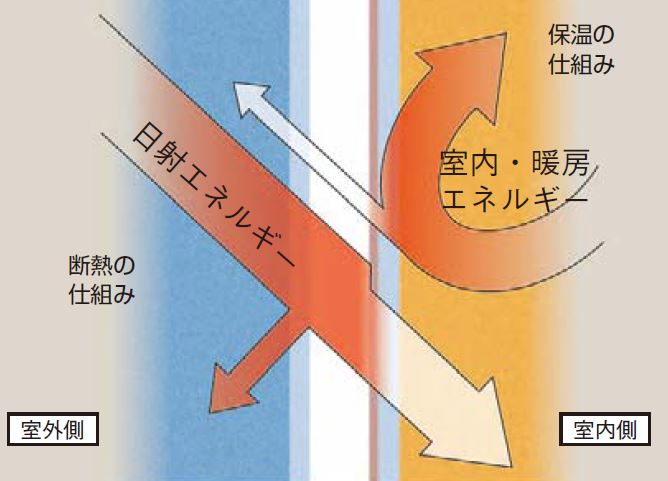 保温の
仕組み
日射エネルギー
室内・暖房
エネルギー
断熱の
仕組み
室外側
室内側